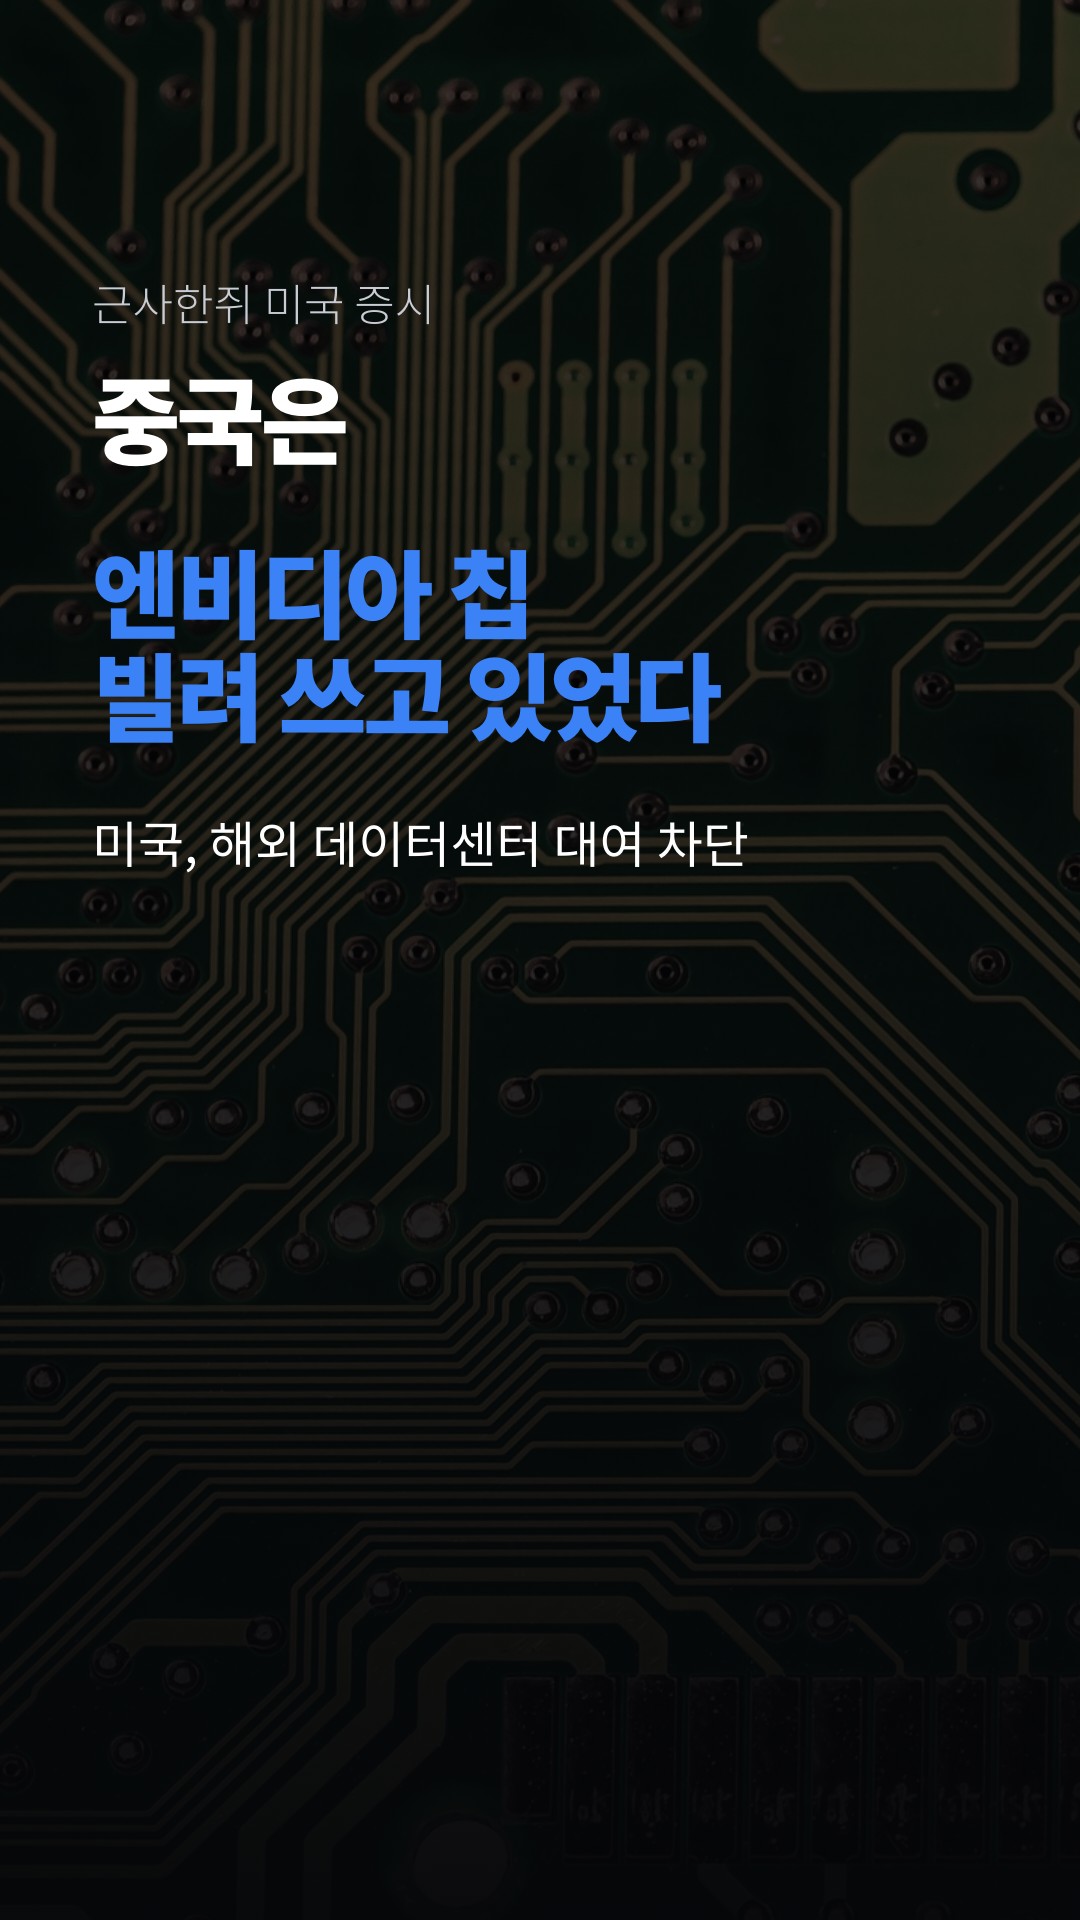 근사한쥐 미국 증시
중국은
엔비디아 칩
빌려 쓰고 있었다
미국, 해외 데이터센터 대여 차단